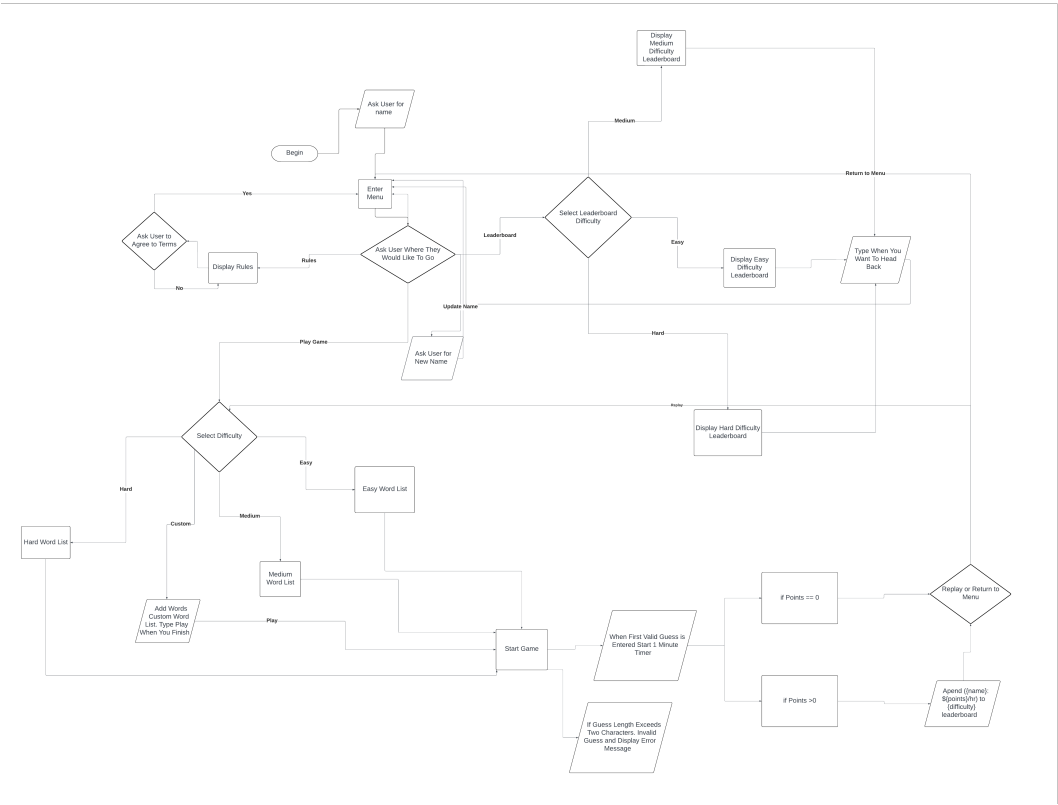 Display
Medium
Difficulty
Leaderboard
Ask User for
name
Medium
Begin
Return to Menu
Enter
Menu
Yes
Select Leaderboard
Difficulty
Ask User to
Agree to Terms
Leaderboard
Easy
Ask User Where They
Would Like To Go
Type When You
Want To Head
Back
Rules
Display Rules
Display Easy
Difficulty
Leaderboard
No
Update Name
Hard
Play Game
Ask User for
New Name
Replay
Display Hard Difficulty
Leaderboard
Select Difficulty
Easy
Hard
Easy Word List
Medium
Custom
Hard Word List
Medium
Word List
Replay or Return to
Menu
if Points == 0
Add Words
Custom Word
List. Type Play
When You Finish
Play
When First Valid Guess is
Entered Start 1 Minute
Timer
Start Game
if Points >0
Apend ({name}:
${points}/hr) to
{difficulty}
leaderboard
If Guess Length Exceeds
Two Characters. Invalid
Guess and Display Error
Message